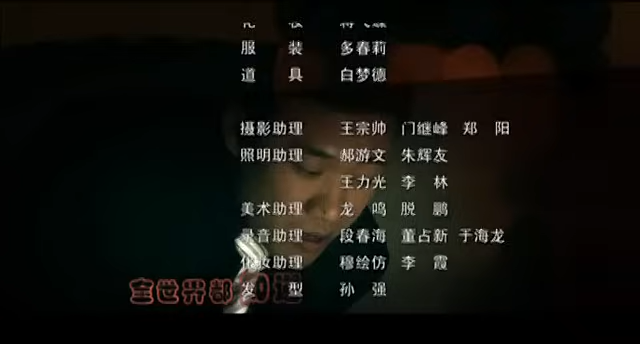 服 装 多春莉
道 具 白梦德
摄影助理 王宗帅 门继峰 郑 阳
照明助理 郝游文 朱辉友
王力光 李 林
美术助理 龙 鸣 脱 鹏
录音助理 段春海 董占新 于海龙
化妆助理 穆绘仿 李 霞
发 型 孙 强
全世界都知道